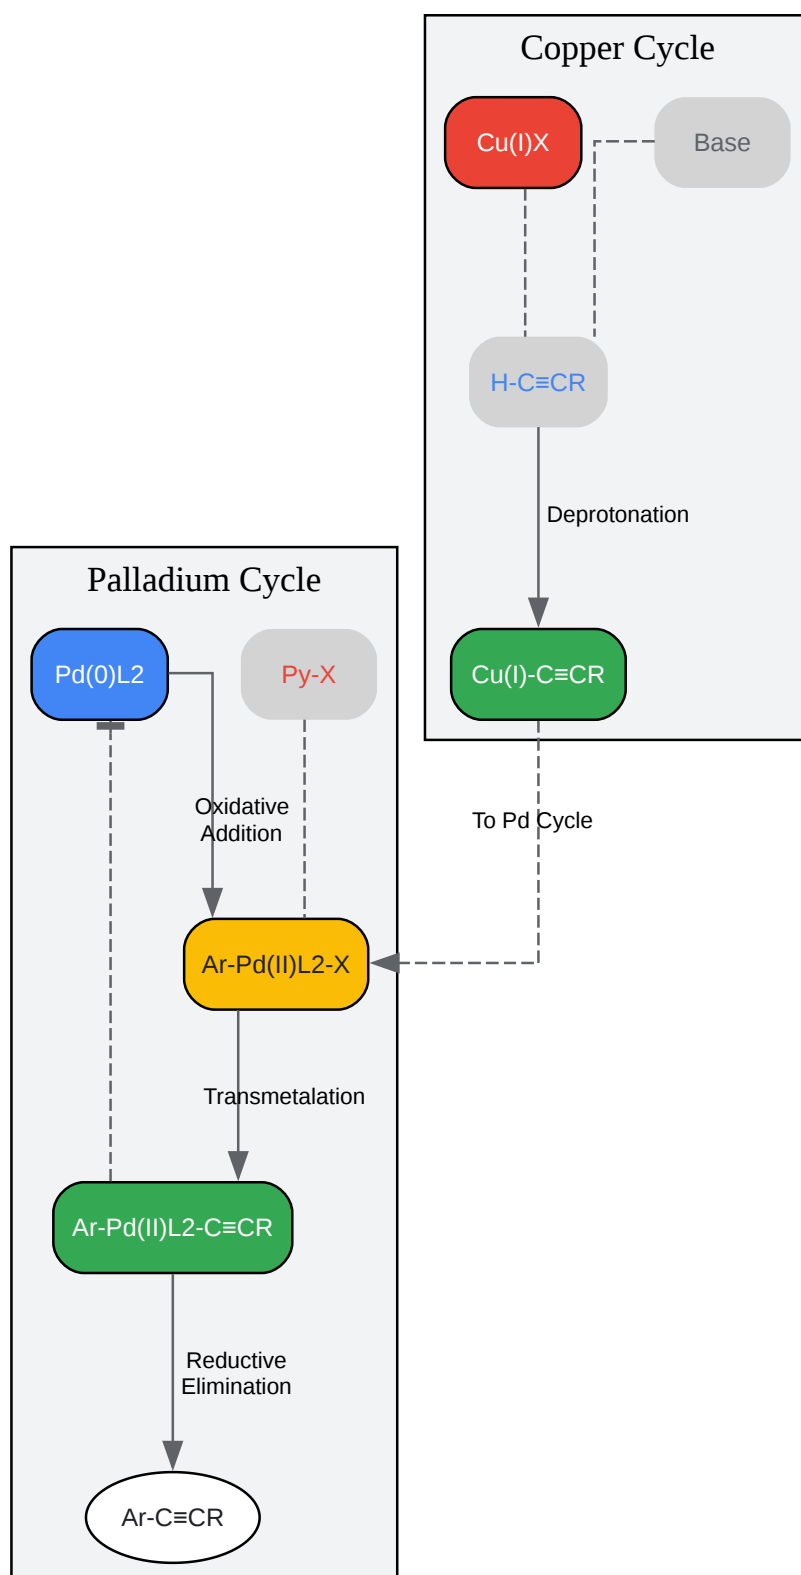 Copper Cycle
Cu(I)X
Base
H-C≡CR
Deprotonation
Cu(I)-C≡CR
To Pd Cycle
Palladium Cycle
Pd(0)L2
Py-X
Oxidative
Addition
Ar-Pd(II)L2-X
Transmetalation
Ar-Pd(II)L2-C≡CR
Reductive
Elimination
Ar-C≡CR